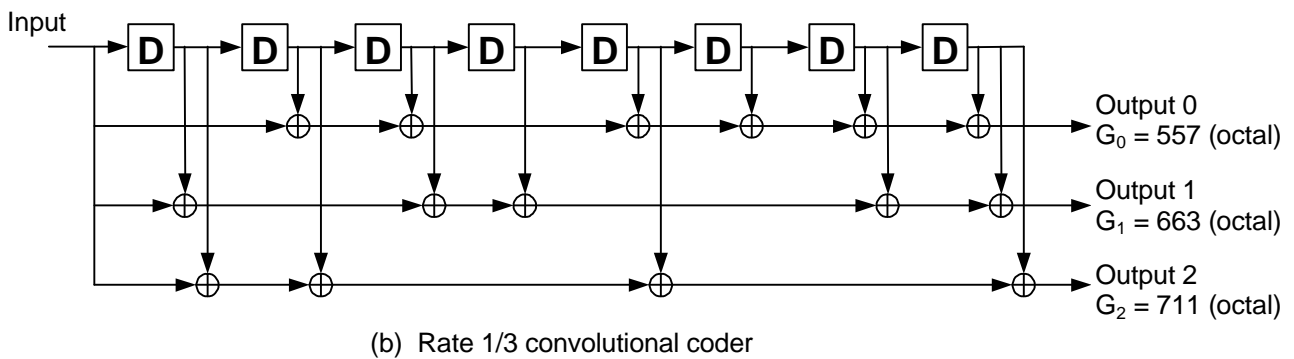 Input
D D D D D D D D
Output 0
G₀ = 557 (octal)
Output 1
G₁ = 663 (octal)
Output 2
G₂ = 711 (octal)
(b) Rate 1/3 convolutional coder